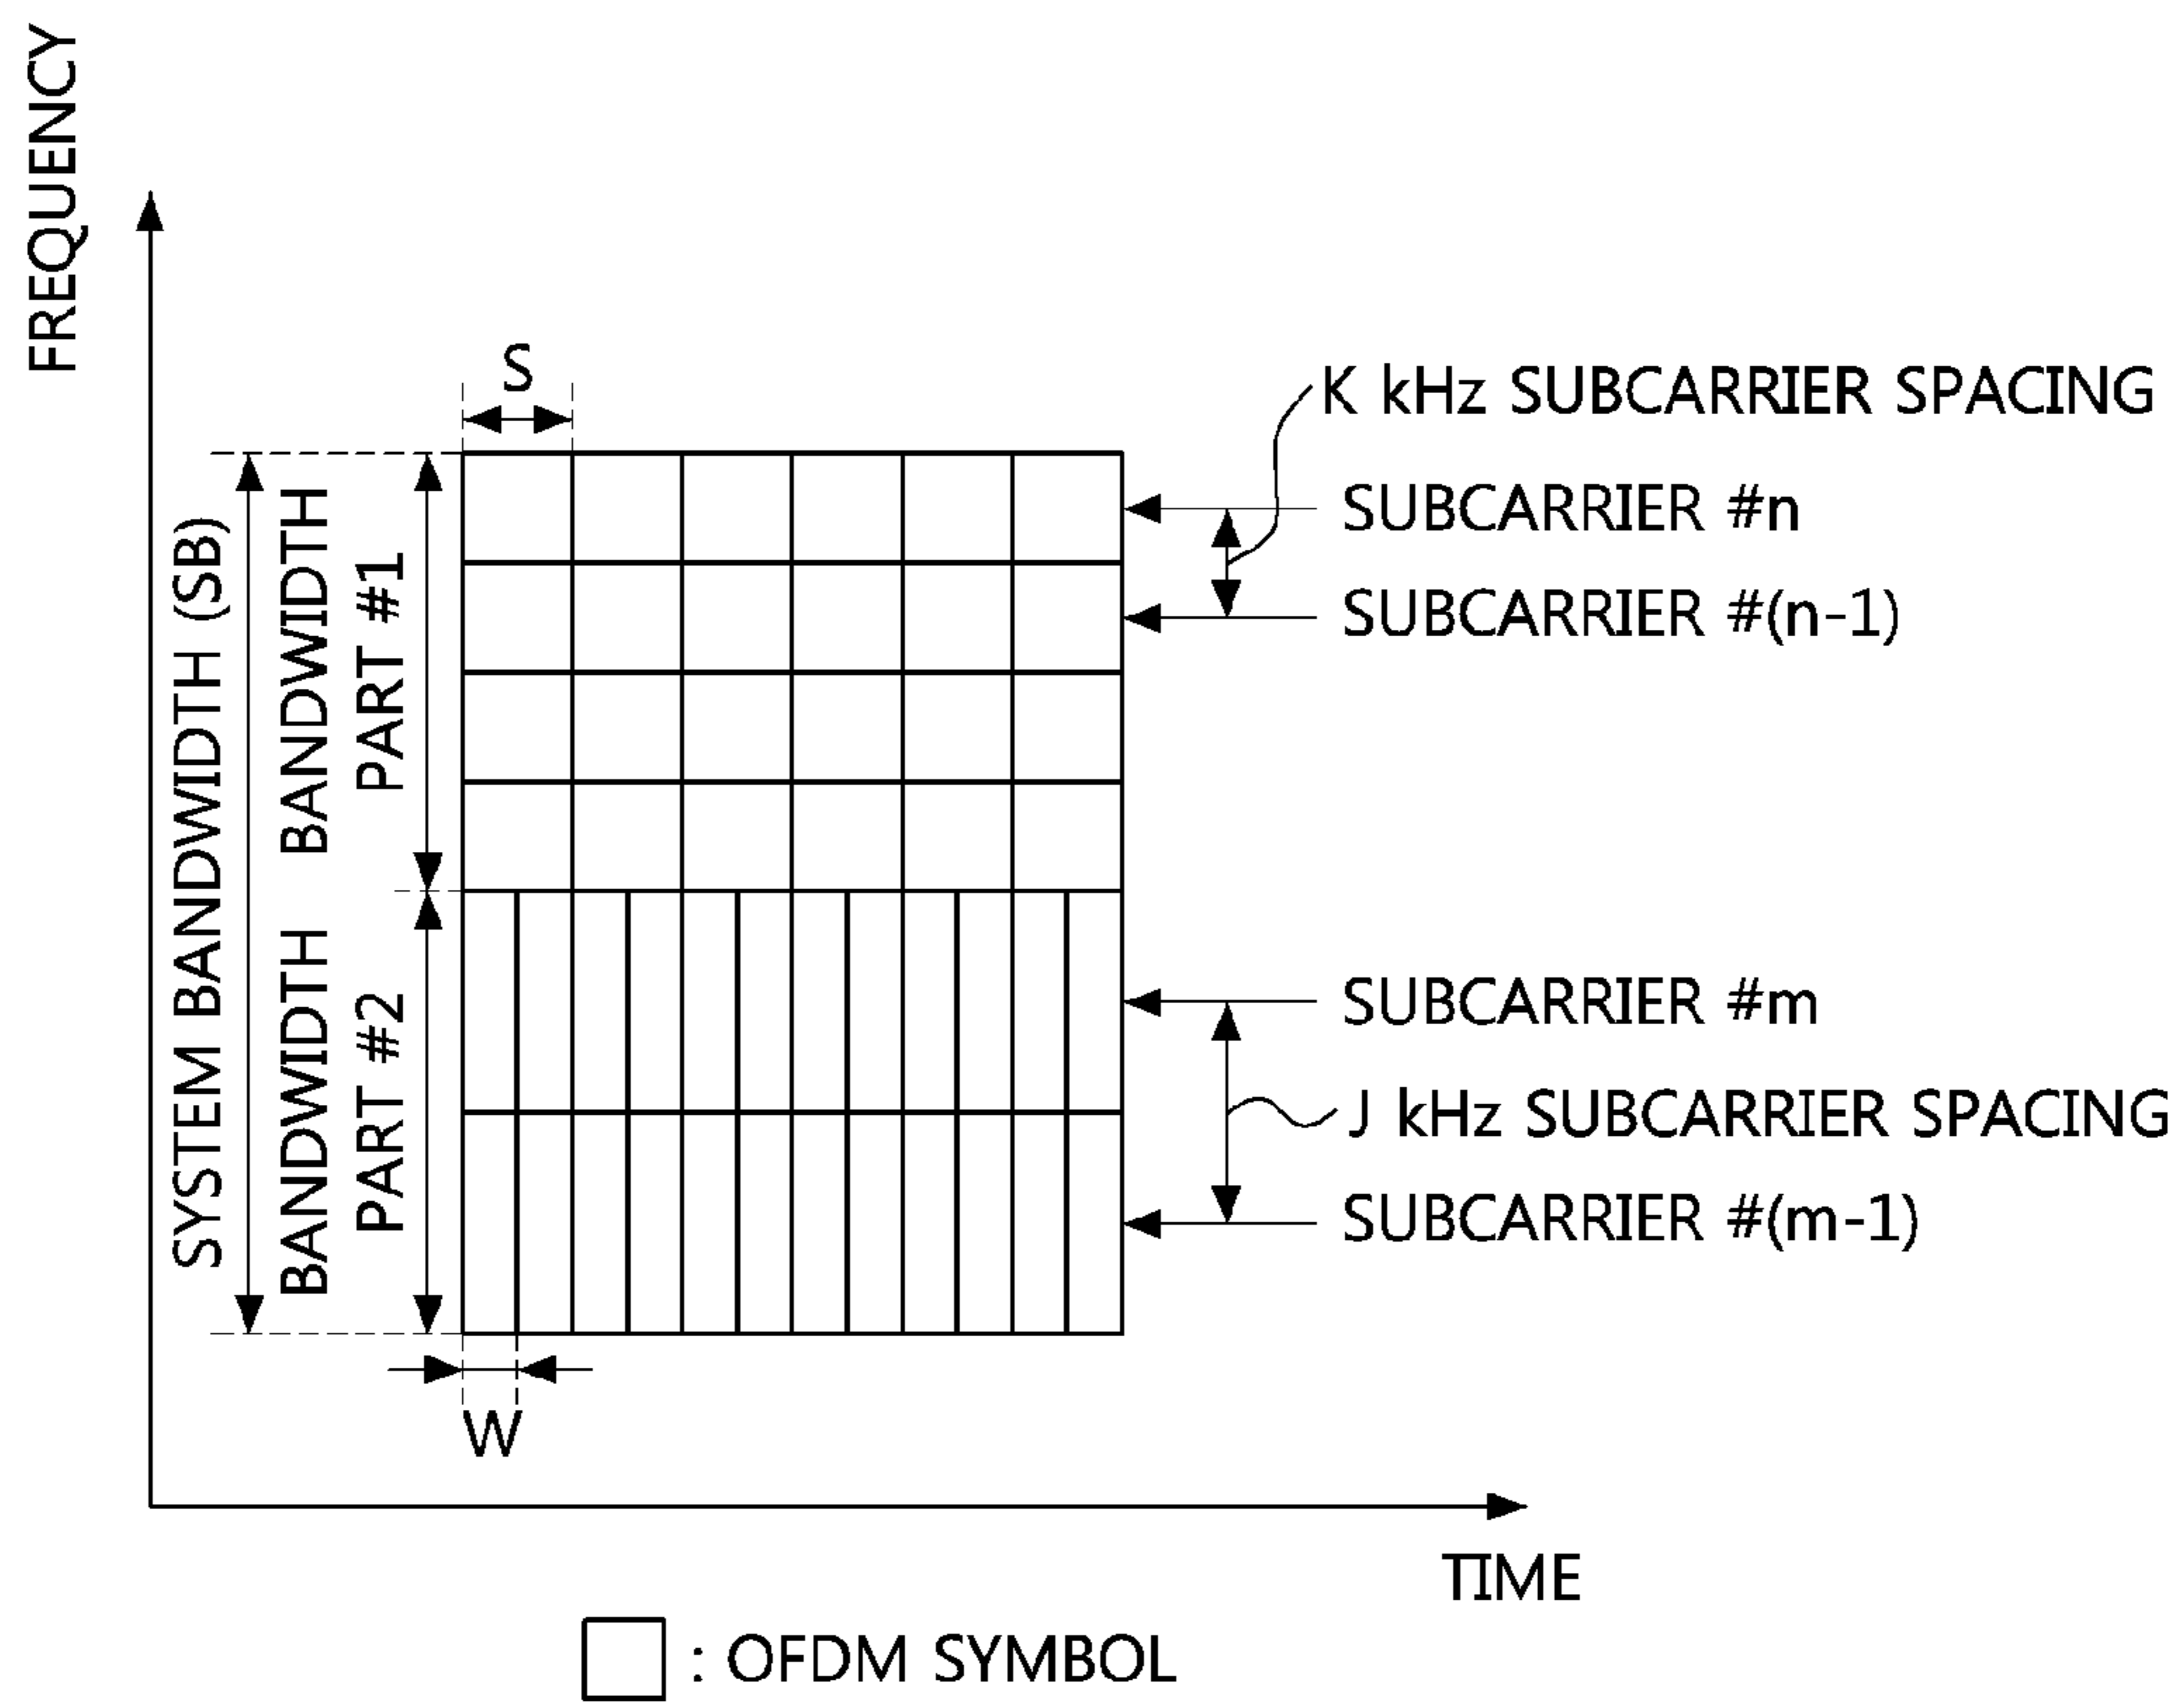 FREQUENCY
S
K kHz SUBCARRIER SPACING
SUBCARRIER #n
SUBCARRIER #(n-1)
SYSTEM BANDWIDTH (SB)
BANDWIDTH
PART #1
BANDWIDTH
PART #2
SUBCARRIER #m
J kHz SUBCARRIER SPACING
SUBCARRIER #(m-1)
W
TIME
: OFDM SYMBOL